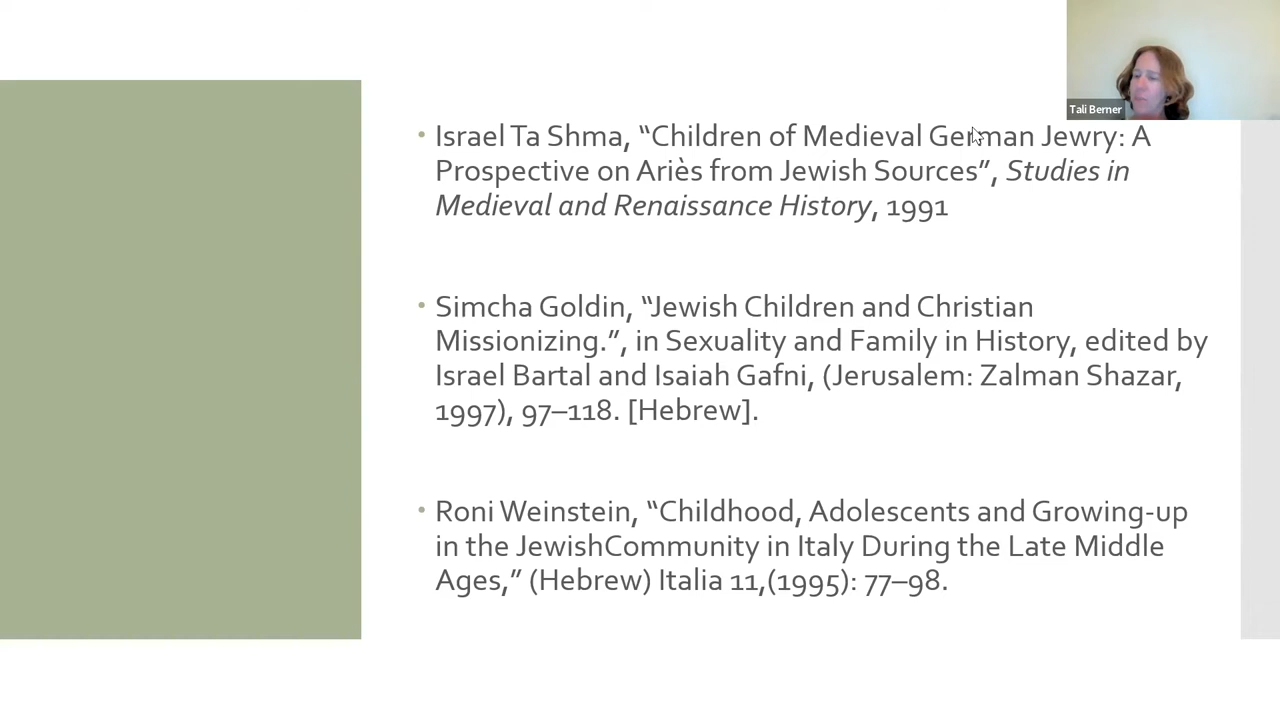 Tali Berner
• Israel Ta Shma, “Children of Medieval German Jewry: A
Prospective on Ariès from Jewish Sources”, Studies in
Medieval and Renaissance History, 1991
• Simcha Goldin, “Jewish Children and Christian
Missionizing.”, in Sexuality and Family in History, edited by
Israel Bartal and Isaiah Gafni, (Jerusalem: Zalman Shazar,
1997), 97–118. [Hebrew].
• Roni Weinstein, “Childhood, Adolescents and Growing-up
in the JewishCommunity in Italy During the Late Middle
Ages,” (Hebrew) Italia 11,(1995): 77–98.